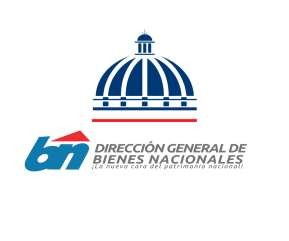 bn
DIRECCIÓN GENERAL DE
BIENES NACIONALES
¡La nueva cara del patrimonio nacional!